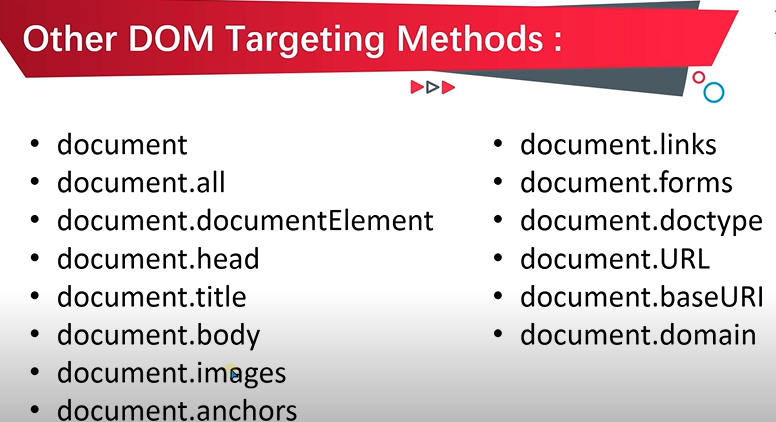 Other DOM Targeting Methods :
• document
• document.all
• document.documentElement
• document.head
• document.title
• document.body
• document.images
• document.anchors
• document.links
• document.forms
• document.doctype
• document.URL
• document.baseURI
• document.domain